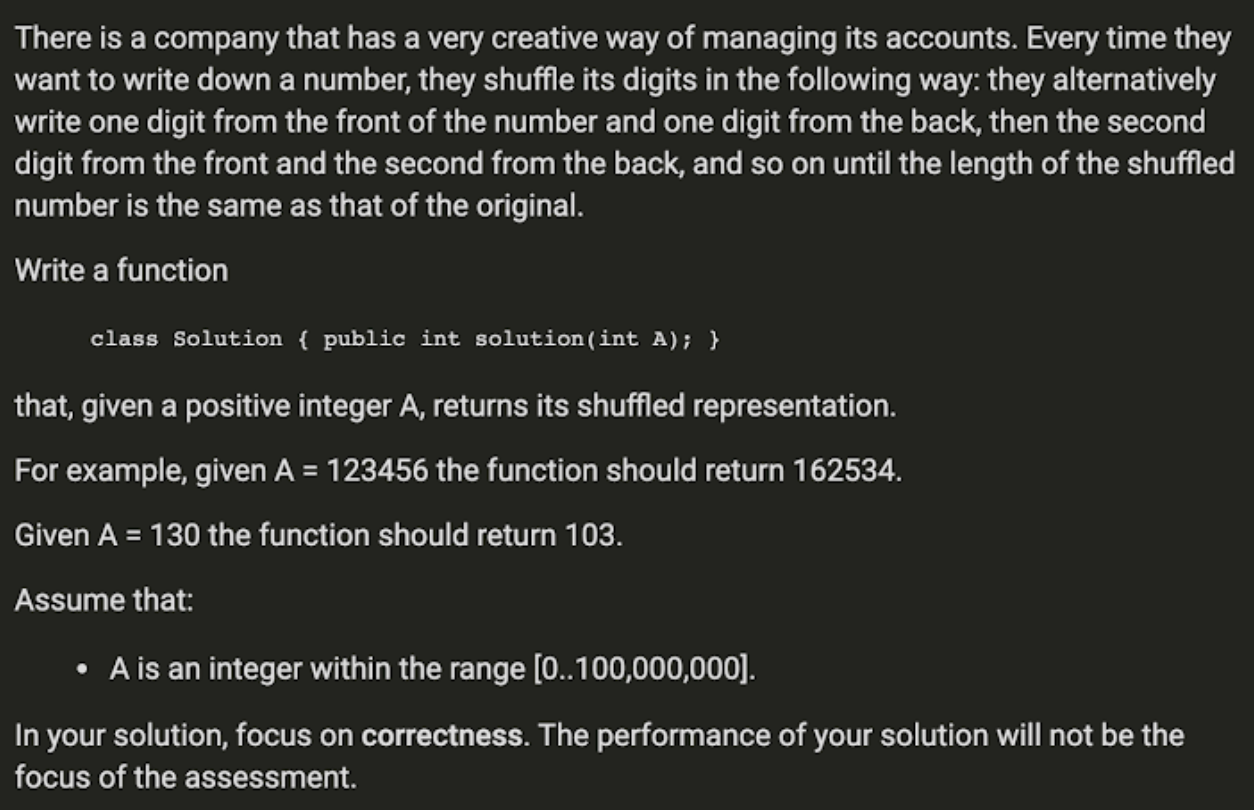 There is a company that has a very creative way of managing its accounts. Every time they
want to write down a number, they shuffle its digits in the following way: they alternatively
write one digit from the front of the number and one digit from the back, then the second
digit from the front and the second from the back, and so on until the length of the shuffled
number is the same as that of the original.
Write a function
class Solution { public int solution(int A); }
that, given a positive integer A, returns its shuffled representation.
For example, given A = 123456 the function should return 162534.
Given A = 130 the function should return 103.
Assume that:
• A is an integer within the range [0..100,000,000].
In your solution, focus on correctness. The performance of your solution will not be the
focus of the assessment.